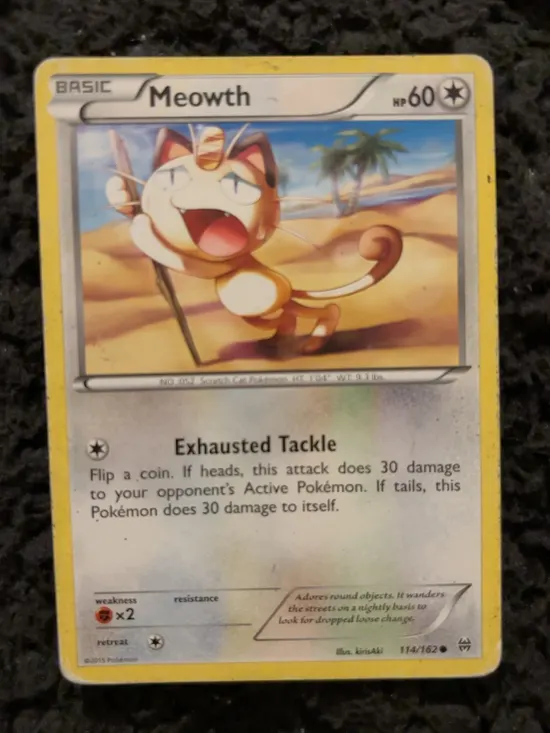 BASIC
Meowth
HP60
NO. 052 Scratch Cat Pokémon HT: 1'04" WT: 9.3 lbs.
Exhausted Tackle
Flip a coin. If heads, this attack does 30 damage
to your opponent's Active Pokémon. If tails, this
Pokémon does 30 damage to itself.
weakness
resistance
×2
Adores round objects. It wanders
the streets on a nightly basis to
look for dropped loose change.
retreat
©2015 Pokémon
Illus. kirisAki
114/162